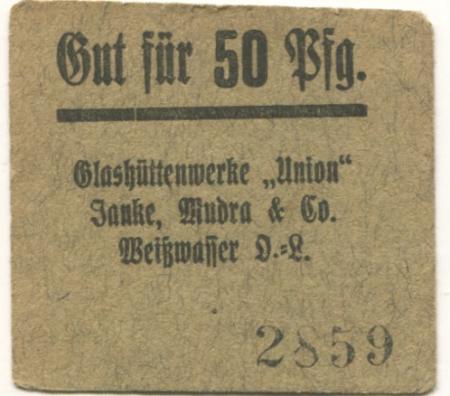 Gut für 50 Pfg.
Glashüttenwerke „Union“
Janke, Mudra & Co.
Weißwasser O.-L.
2859